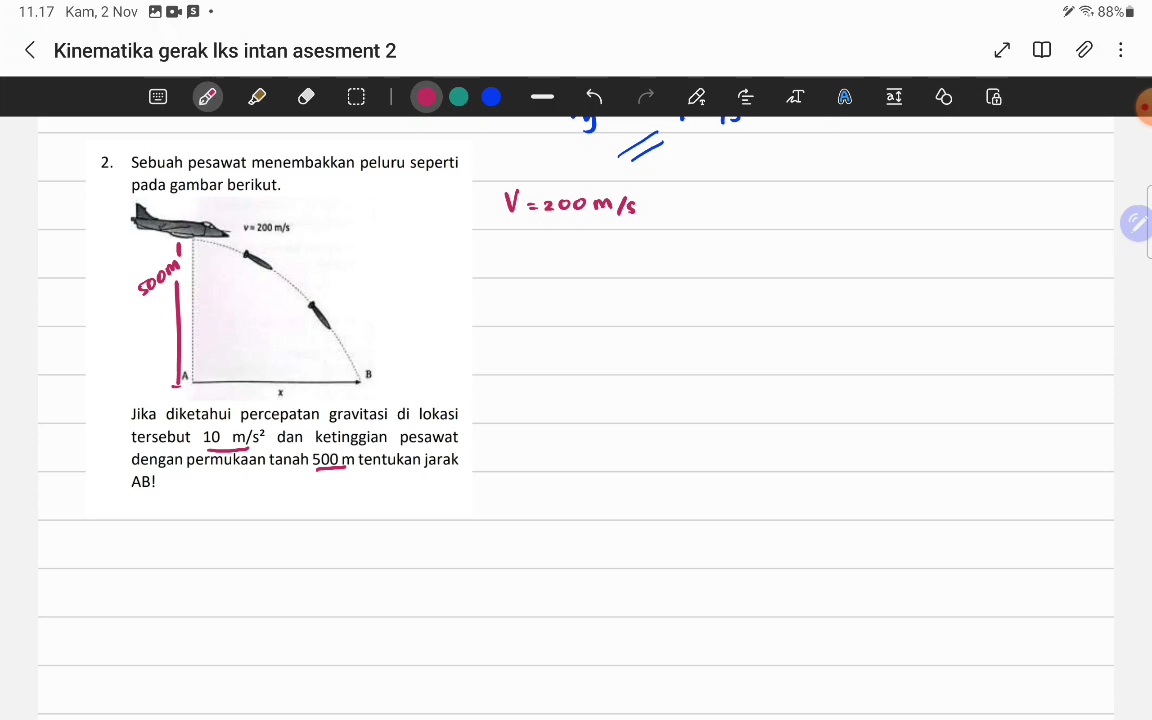 11.17 Kam, 2 Nov
88%
Kinematika gerak lks intan asesment 2
2. Sebuah pesawat menembakkan peluru seperti
pada gambar berikut.
V = 200 m/s
v = 200 m/s
500m
A
B
x
Jika diketahui percepatan gravitasi di lokasi
tersebut 10 m/s² dan ketinggian pesawat
dengan permukaan tanah 500 m tentukan jarak
AB!